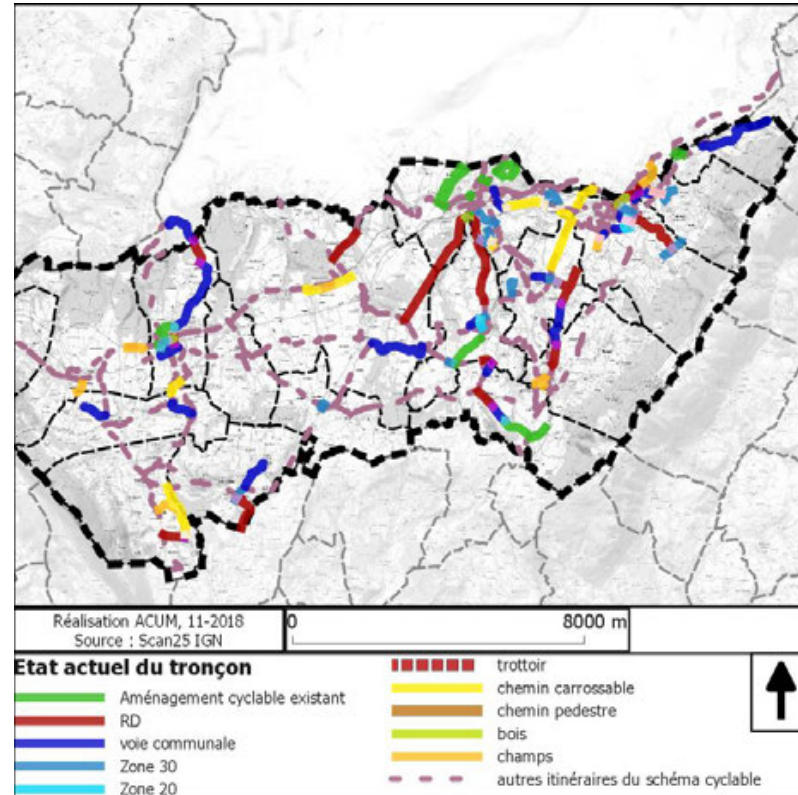 Réalisation ACUM, 11-2018
Source : Scan25 IGN
0
8000 m
Etat actuel du tronçon
Aménagement cyclable existant
RD
voie communale
Zone 30
Zone 20
trottoir
chemin carrossable
chemin pedestre
bois
champs
autres itinéraires du schéma cyclable